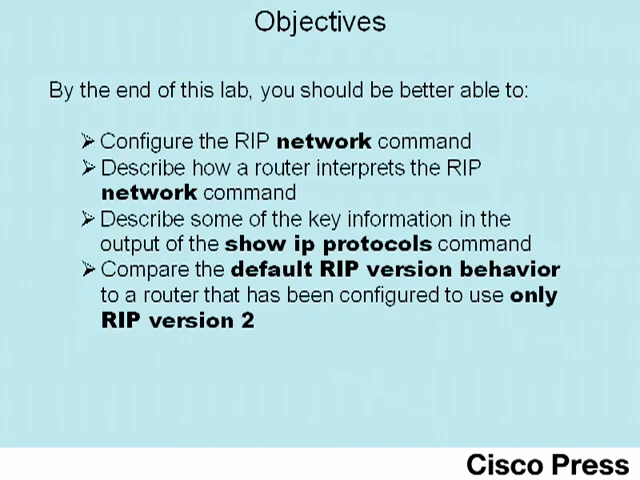 Objectives
By the end of this lab, you should be better able to:
➢ Configure the RIP network command
➢ Describe how a router interprets the RIP
network command
➢ Describe some of the key information in the
output of the show ip protocols command
➢ Compare the default RIP version behavior
to a router that has been configured to use only
RIP version 2
Cisco Press